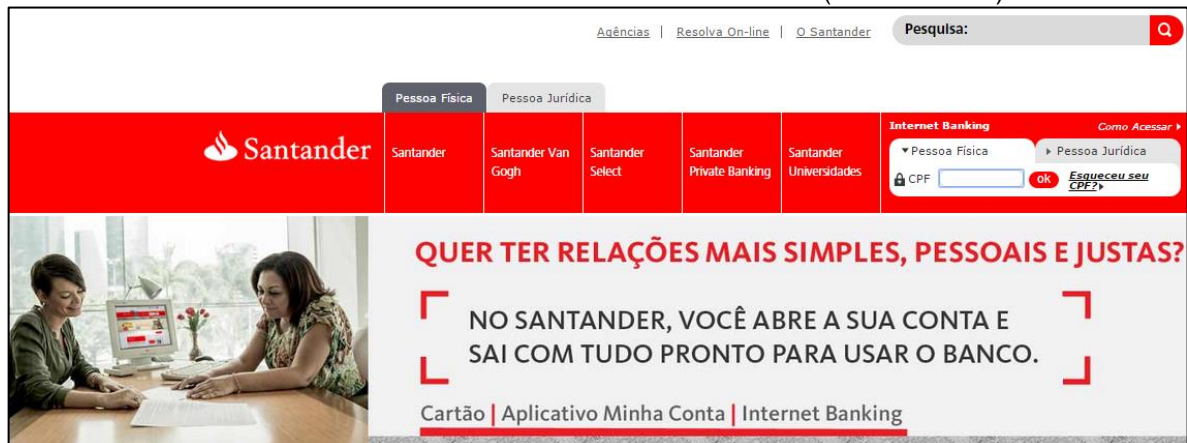 Agências | Resolva On-line | O Santander
Pesquisa:
Pessoa Física
Pessoa Jurídica
Santander
Santander
Santander Van
Gogh
Santander
Select
Santander
Private Banking
Santander
Universidades
Internet Banking
Como Acessar
Pessoa Física
Pessoa Jurídica
CPF
ok
Esqueceu seu
CPF?
QUER TER RELAÇÕES MAIS SIMPLES, PESSOAIS E JUSTAS?
NO SANTANDER, VOCÊ ABRE A SUA CONTA E
SAI COM TUDO PRONTO PARA USAR O BANCO.
Cartão | Aplicativo Minha Conta | Internet Banking